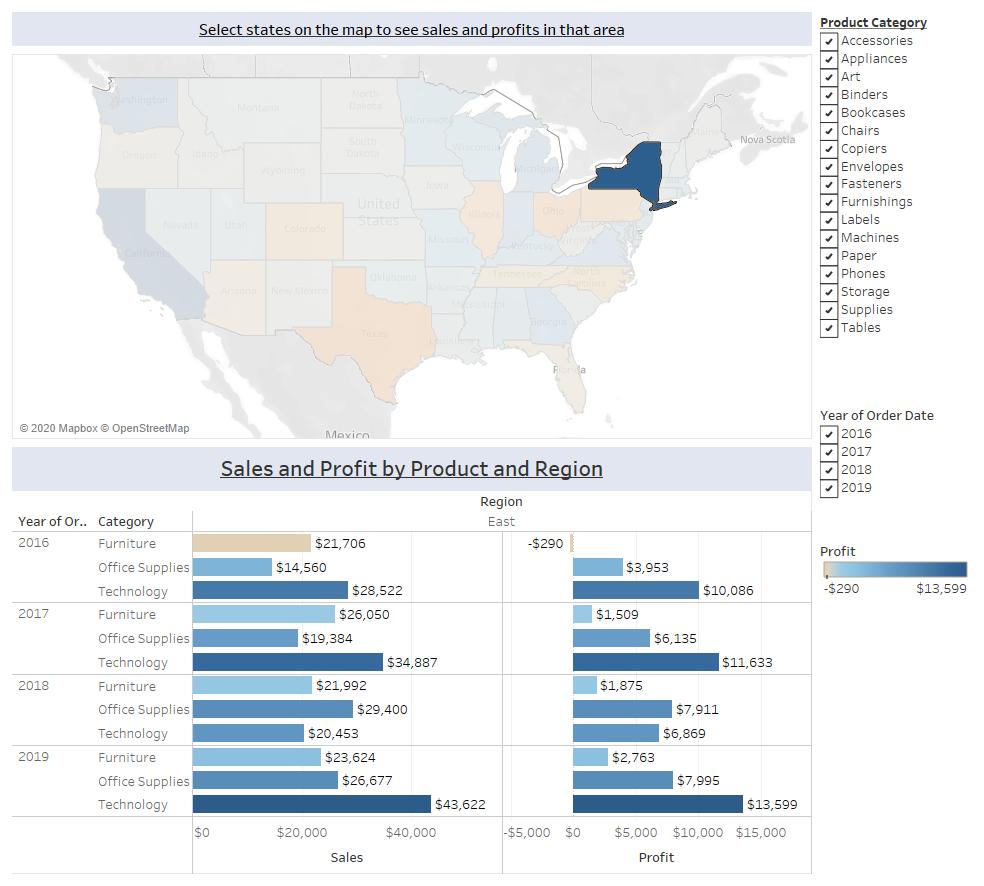 Select states on the map to see sales and profits in that area
Washington
Montana
North
Dakota
Minnesota
Oregon
Idaho
South
Dakota
Wisconsin
Michigan
Maine
Nova Scotia
Wyoming
Iowa
Nevada
Utah
Colorado
United
States
Illinois
Ohio
West
Virginia
California
Missouri
Kentucky
Arizona
New Mexico
Oklahoma
Arkansas
Tennessee
North
Carolina
Mississippi
Georgia
Texas
Louisiana
Florida
© 2020 Mapbox © OpenStreetMap
Mexico
Product Category
Accessories
Appliances
Art
Binders
Bookcases
Chairs
Copiers
Envelopes
Fasteners
Furnishings
Labels
Machines
Paper
Phones
Storage
Supplies
Tables
Year of Order Date
2016
2017
2018
2019
Profit
-$290 $13,599
Sales and Profit by Product and Region
Region
Year of Or.. Category East
2016 Furniture $21,706 -$290
Office Supplies $14,560 $3,953
Technology $28,522 $10,086
2017 Furniture $26,050 $1,509
Office Supplies $19,384 $6,135
Technology $34,887 $11,633
2018 Furniture $21,992 $1,875
Office Supplies $29,400 $7,911
Technology $20,453 $6,869
2019 Furniture $23,624 $2,763
Office Supplies $26,677 $7,995
Technology $43,622 $13,599
$0 $20,000 $40,000 -$5,000 $0 $5,000 $10,000 $15,000
Sales Profit